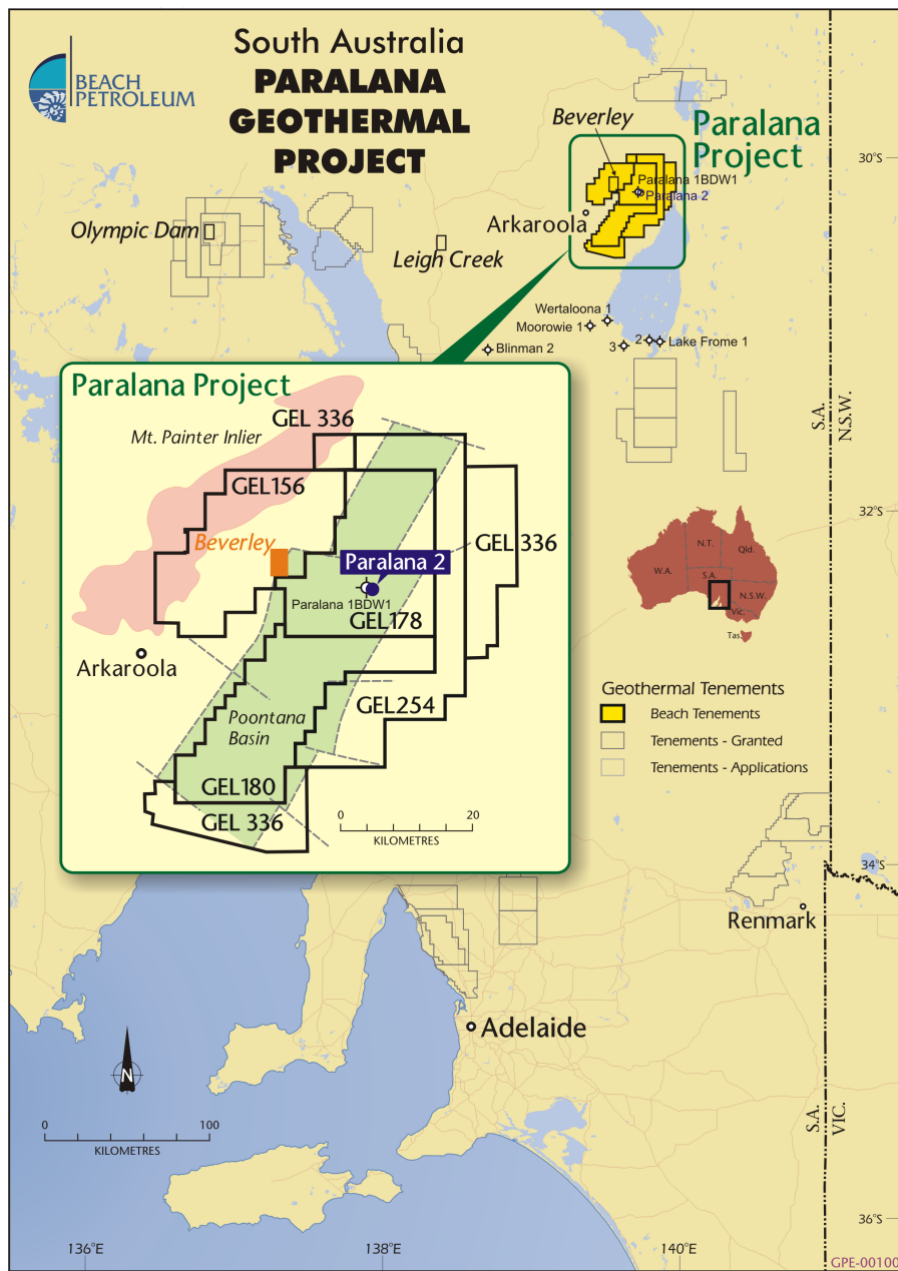 South Australia
PARALANA
GEOTHERMAL
PROJECT
BEACH
PETROLEUM
Beverley
Paralana
Project
30°S
Paralana 1BDW1
Paralana 2
Arkaroola
Olympic Dam
Leigh Creek
Wertaloona 1
Moorowie 1
Blinman 2
3
2
Lake Frome 1
S.A.
N.S.W.
Paralana Project
Mt. Painter Inlier
GEL 336
GEL156
Beverley
GEL 336
Paralana 2
Paralana 1BDW1
GEL178
Arkaroola
Poontana
Basin
GEL254
GEL180
GEL 336
0 20
KILOMETRES
32°S
N.T.
Qld.
W.A.
S.A.
N.S.W.
Vic.
Tas.
Geothermal Tenements
Beach Tenements
Tenements - Granted
Tenements - Applications
34°S
Renmark
Adelaide
N
0 100
KILOMETRES
S.A.
VIC.
36°S
136°E
138°E
140°E
GPE-00100